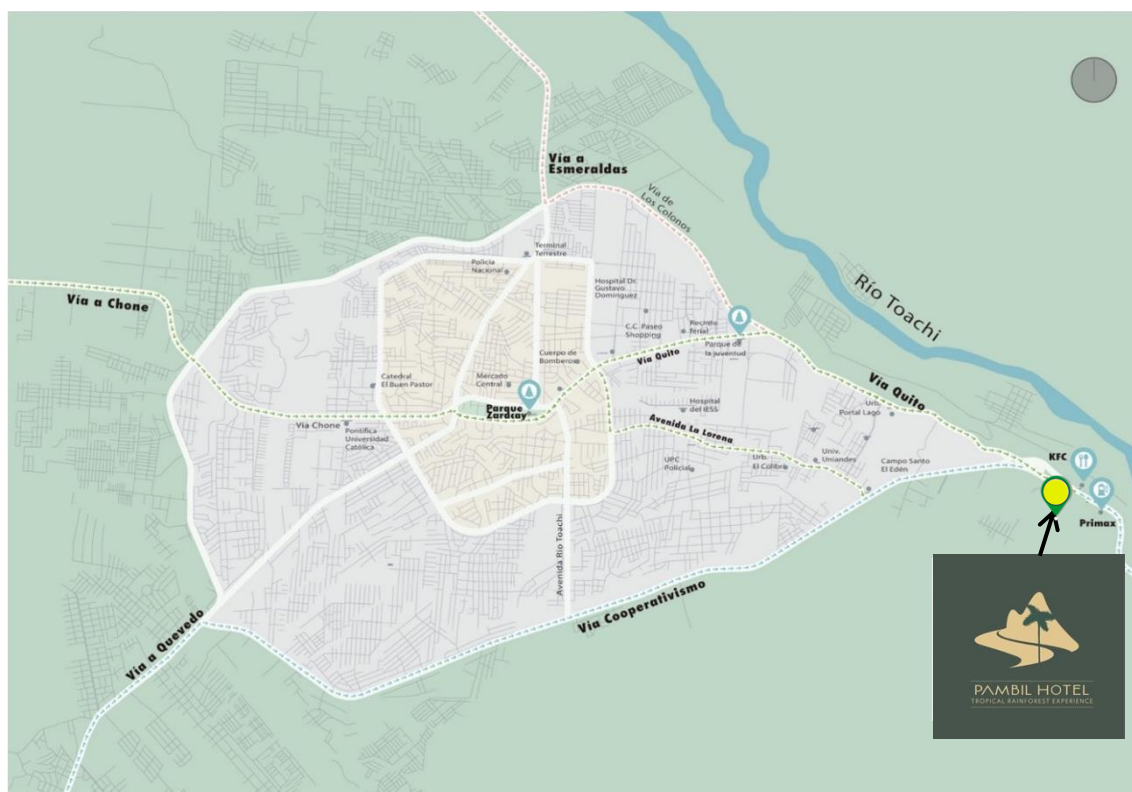 Vía a
Esmeraldas
Vía de
Los Colonos
Terminal
Terrestre
Policía
Nacional
Hospital Dr.
Gustavo
Domínguez
Río Toachi
Vía a Chone
C.C. Paseo
Shopping
Recinto
Ferial
Parque de
la juventud
Vía Quito
Cuerpo de
Bomberos
Mercado
Central
Catedral
El Buen Pastor
Parque
Zaracay
Vía Quito
Hospital
del IESS
Urb.
Portal Lago
Avenida La Lorena
Vía Chone
Pontífica
Universidad
Católica
UPC
Policial
Urb.
El Colibrí
Univ.
Uniandes
Campo Santo
El Edén
KFC
Primax
Avenida Río Toachi
Vía Cooperativismo
Vía a Quevedo
PAMBIL HOTEL
TROPICAL RAINFOREST EXPERIENCE